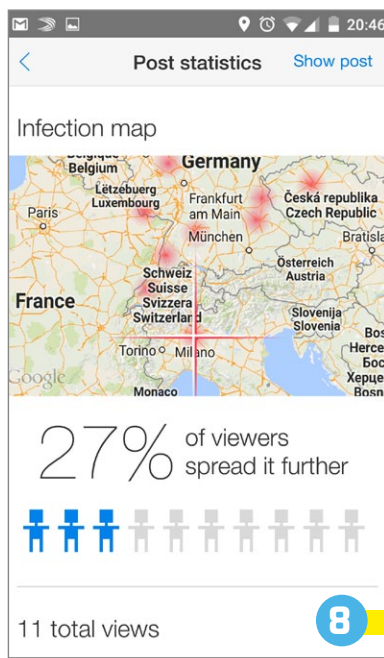 20:46
Post statistics
Show post
Infection map
Belgium
Germany
Lëtzebuerg
Luxembourg
Frankfurt
am Main
Česká republika
Czech Republic
Paris
München
Österreich
Austria
Schweiz
Suisse
Svizzera
Switzerland
France
Slovenija
Slovenia
Torino
Milano
Google
Monaco
27%
of viewers
spread it further
11 total views
8